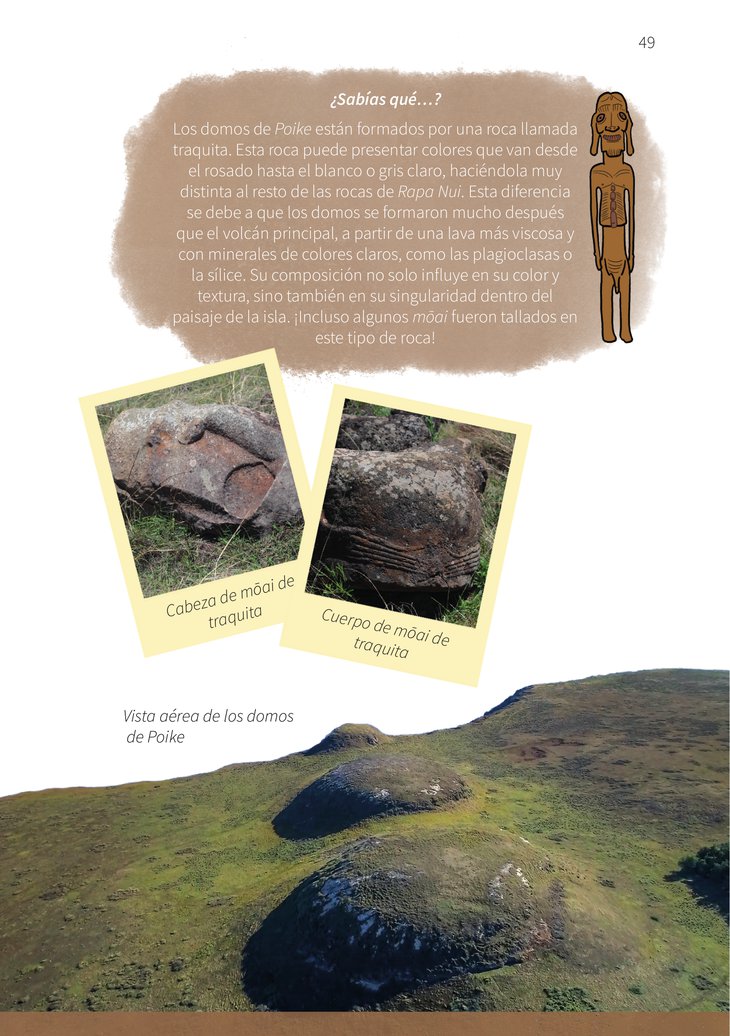 49
¿Sabías qué…?
Los domos de Poike están formados por una roca llamada
traquita. Esta roca puede presentar colores que van desde
el rosado hasta el blanco o gris claro, haciéndola muy
distinta al resto de las rocas de Rapa Nui. Esta diferencia
se debe a que los domos se formaron mucho después
que el volcán principal, a partir de una lava más viscosa y
con minerales de colores claros, como las plagioclasas o
la sílice. Su composición no solo influye en su color y
textura, sino también en su singularidad dentro del
paisaje de la isla. ¡Incluso algunos mōai fueron tallados en
este tipo de roca!
Cabeza de mōai de
traquita
Cuerpo de mōai de
traquita
Vista aérea de los domos
de Poike